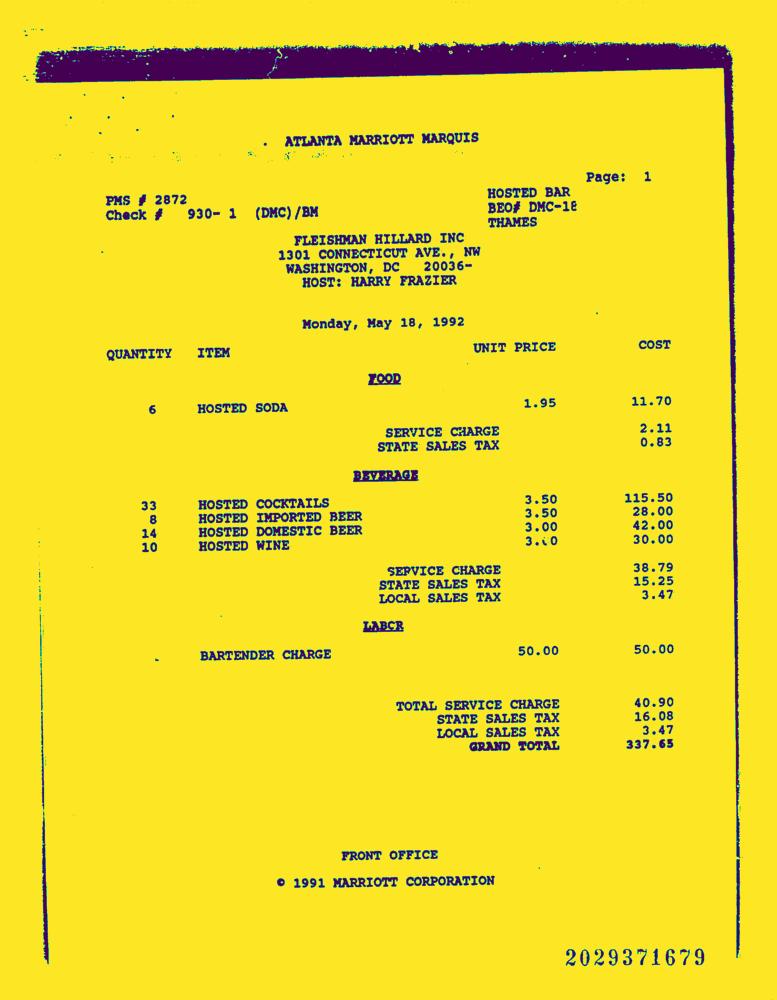 ATLANTA MARRIOTT MARQUIS
Page: 1
PMS # 2872 HOSTED BAR
Check # 930- 1 (DMC)/BM BEO# DMC-18
THAMES
FLEISHMAN HILLARD INC
1301 CONNECTICUT AVE., NW
WASHINGTON, DC 20036-
HOST: HARRY FRAZIER
Monday, May 18, 1992
QUANTITY ITEM UNIT PRICE COST
FOOD
6 HOSTED SODA 1.95 11.70
SERVICE CHARGE 2.11
STATE SALES TAX 0.83
BEVERAGE
33 HOSTED COCKTAILS 3.50 115.50
8 HOSTED IMPORTED BEER 3.50 28.00
14 HOSTED DOMESTIC BEER 3.00 42.00
10 HOSTED WINE 3.00 30.00
SERVICE CHARGE 38.79
STATE SALES TAX 15.25
LOCAL SALES TAX 3.47
LABOR
BARTENDER CHARGE 50.00 50.00
TOTAL SERVICE CHARGE 40.90
STATE SALES TAX 16.08
LOCAL SALES TAX 3.47
GRAND TOTAL 337.65
FRONT OFFICE
© 1991 MARRIOTT CORPORATION
2029371679